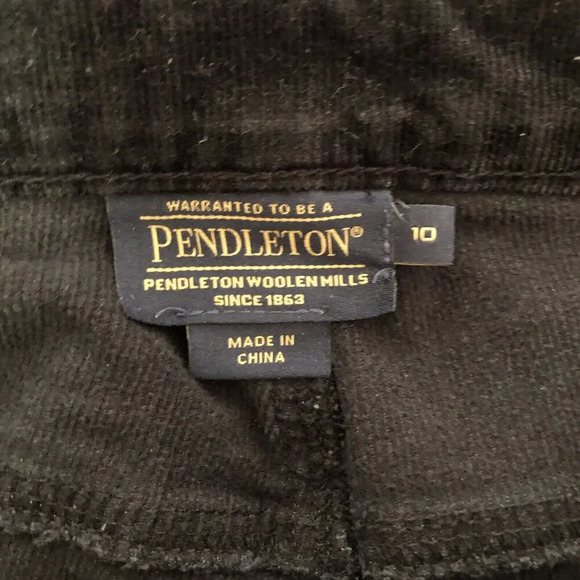 WARRANTED TO BE A
PENDLETON®
PENDLETON WOOLEN MILLS
SINCE 1863
10
MADE IN
CHINA